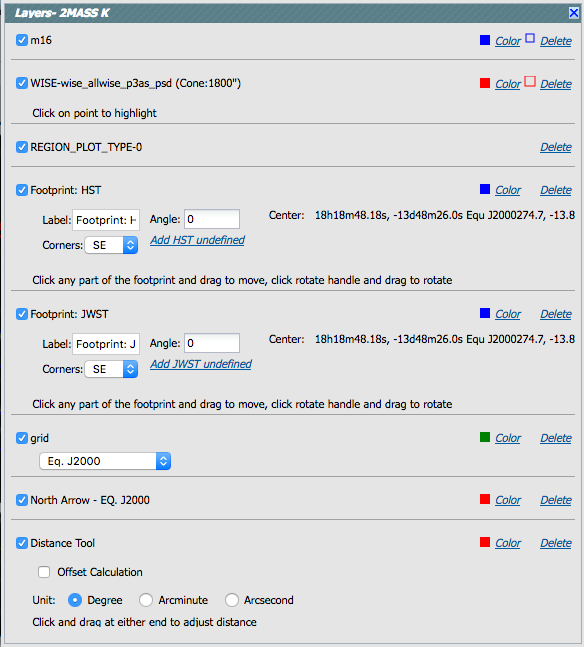 Layers- 2MASS K
m16 Color Delete
WISE-wise_allwise_p3as_psd (Cone:1800") Color Delete
Click on point to highlight
REGION_PLOT_TYPE-0 Delete
Footprint: HST Color Delete
Label: Footprint: H Angle: 0 Center: 18h18m48.18s, -13d48m26.0s Equ J2000274.7, -13.8
Corners: SE Add HST undefined
Click any part of the footprint and drag to move, click rotate handle and drag to rotate
Footprint: JWST Color Delete
Label: Footprint: J Angle: 0 Center: 18h18m48.18s, -13d48m26.0s Equ J2000274.7, -13.8
Corners: SE Add JWST undefined
Click any part of the footprint and drag to move, click rotate handle and drag to rotate
grid Color Delete
Eq. J2000
North Arrow - EQ. J2000 Color Delete
Distance Tool Color Delete
Offset Calculation
Unit: Degree Arcminute Arcsecond
Click and drag at either end to adjust distance